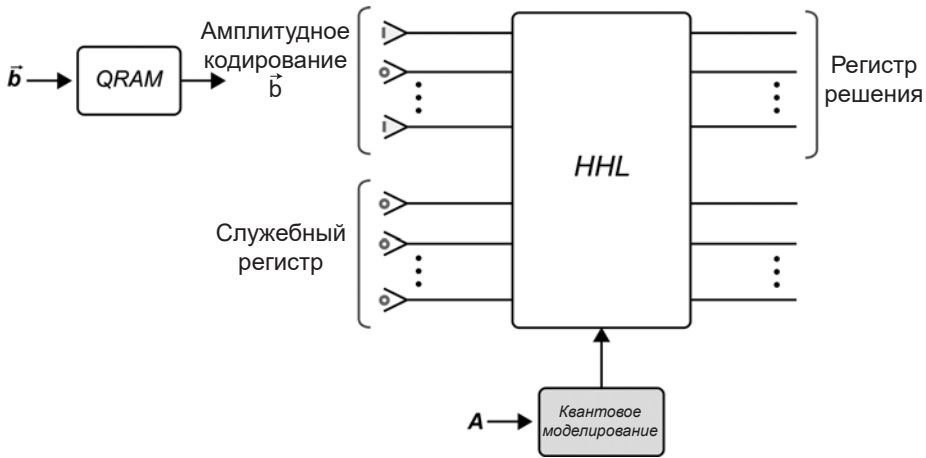 b⃗
QRAM
Амплитудное
кодирование
b⃗
HHL
Регистр
решения
Служебный
регистр
A
Квантовое
моделирование